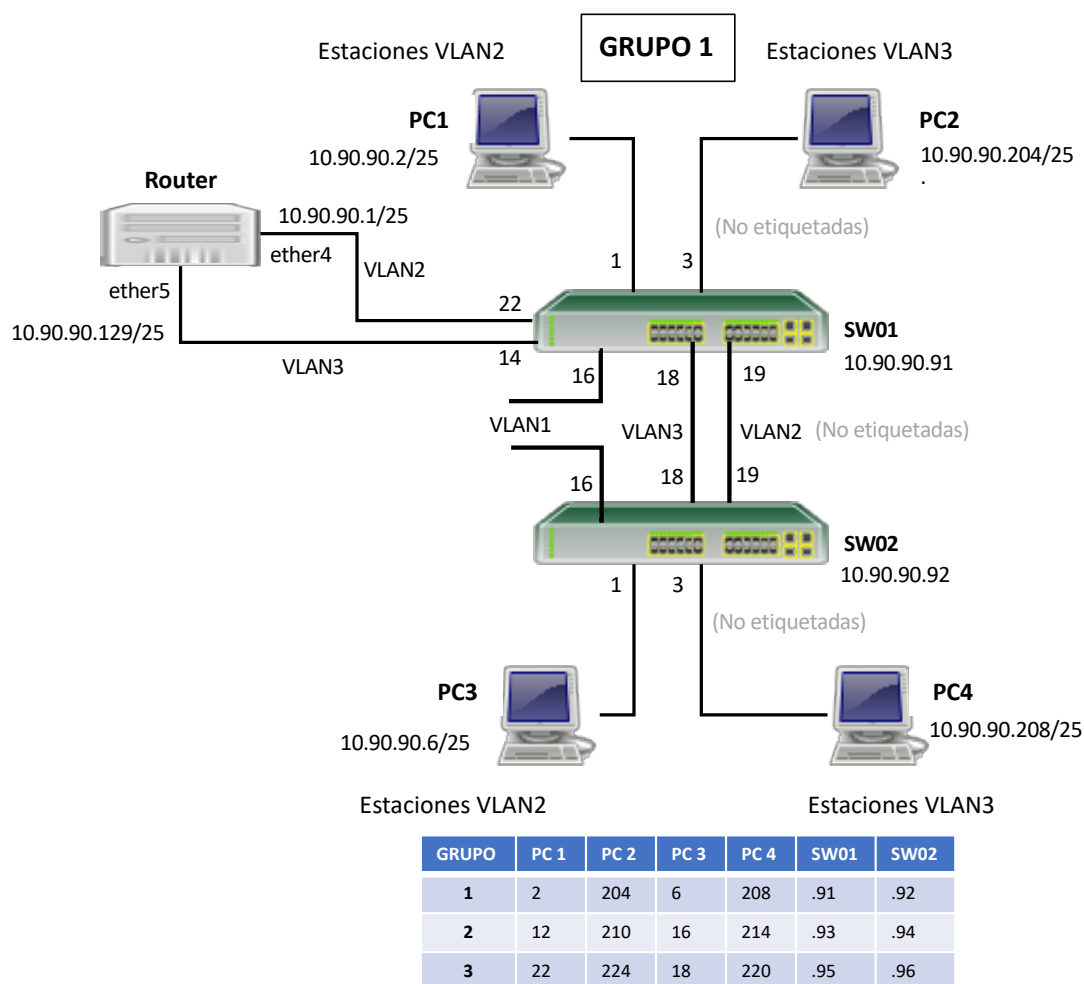 Estaciones VLAN2
GRUPO 1
Estaciones VLAN3
PC1
10.90.90.2/25
PC2
10.90.90.204/25
.
Router
10.90.90.1/25
ether4
VLAN2
(No etiquetadas)
1
3
ether5
22
10.90.90.129/25
VLAN3
14
SW01
10.90.90.91
16
18
19
VLAN1
VLAN3
VLAN2
(No etiquetadas)
16
18
19
SW02
10.90.90.92
1
3
(No etiquetadas)
PC3
10.90.90.6/25
PC4
10.90.90.208/25
Estaciones VLAN2
Estaciones VLAN3
GRUPO PC 1 PC 2 PC 3 PC 4 SW01 SW02
1 2 204 6 208 .91 .92
2 12 210 16 214 .93 .94
3 22 224 18 220 .95 .96